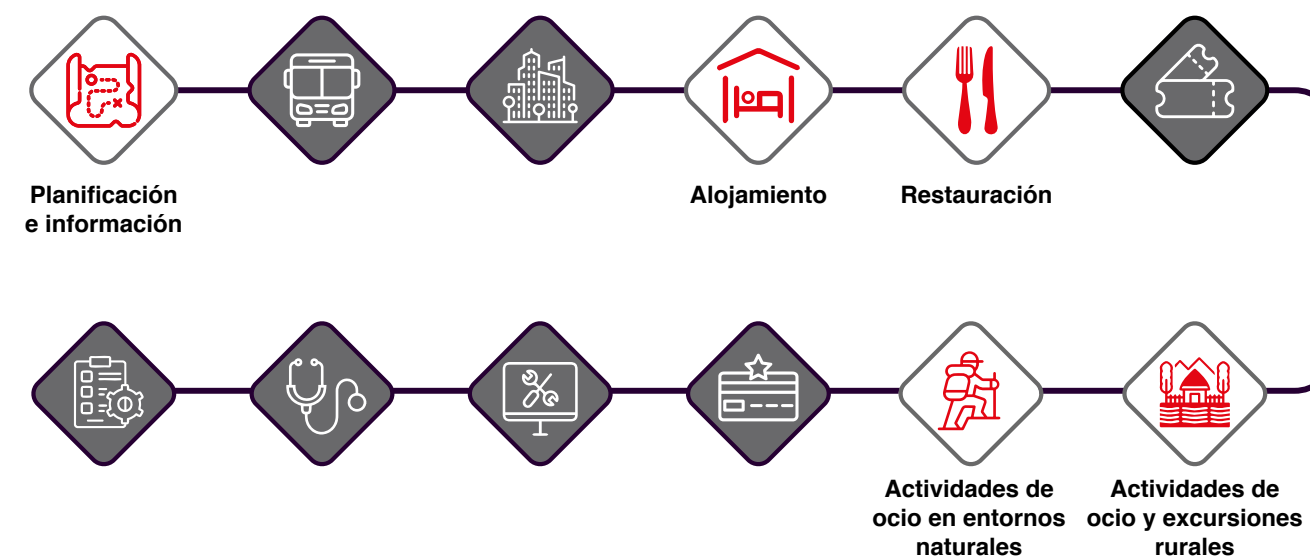 Planificación
e información
Alojamiento
Restauración
Actividades de
ocio en entornos
naturales
Actividades de
ocio y excursiones
rurales